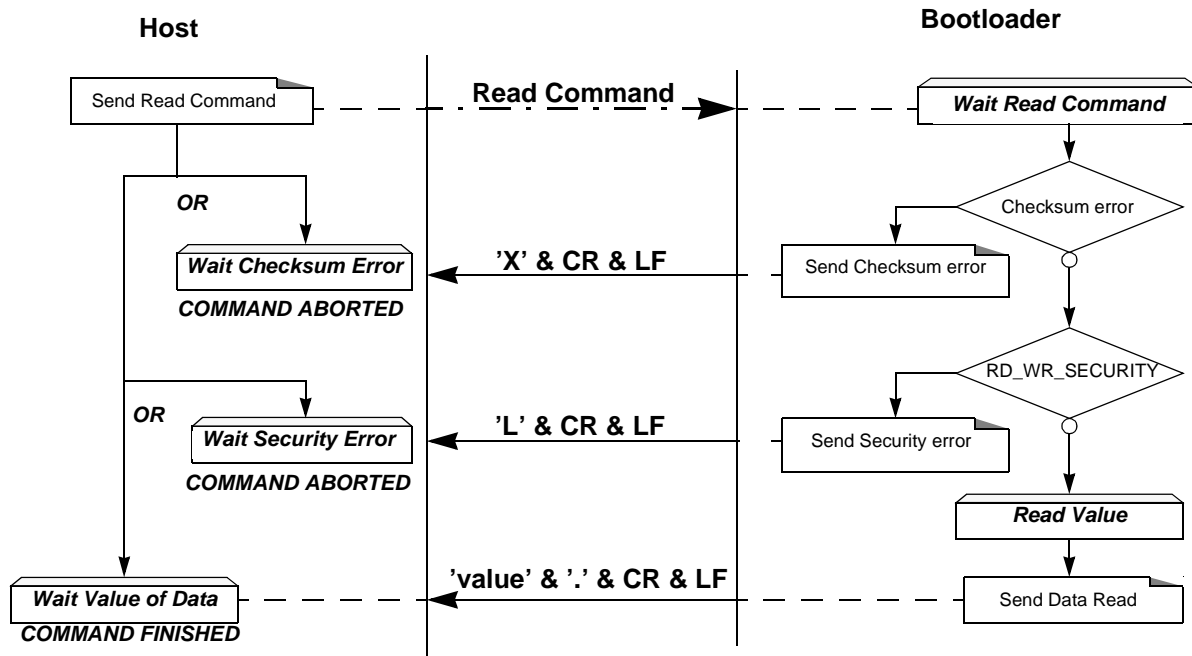 Host
Bootloader
Send Read Command
Read Command
Wait Read Command
OR
Checksum error
Wait Checksum Error
’X’ & CR & LF
Send Checksum error
COMMAND ABORTED
RD_WR_SECURITY
OR
Wait Security Error
’L’ & CR & LF
Send Security error
COMMAND ABORTED
Read Value
’value’ & ’.’ & CR & LF
Wait Value of Data
Send Data Read
COMMAND FINISHED